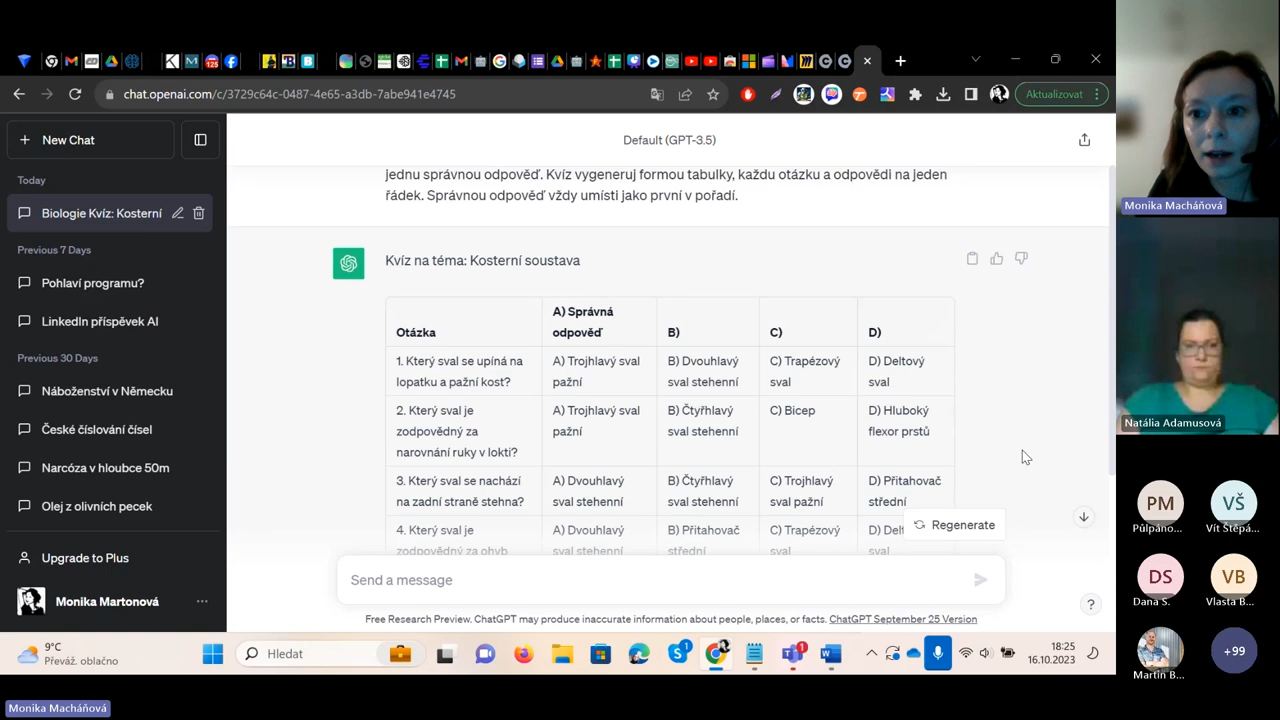 chat.openai.com/c/3729c64c-0487-4e65-a3db-7abe941e4745
Aktualizovat
New Chat
Today
Biologie Kvíz: Kosterní
Previous 7 Days
Pohlaví programu?
LinkedIn příspěvek AI
Previous 30 Days
Náboženství v Německu
České číslování čísel
Narcóza v hloubce 50m
Olej z olivních pecek
Upgrade to Plus
Monika Martonová
Default (GPT-3.5)
jednu správnou odpověď. Kvíz vygeneruj formou tabulky, každu otázku a odpovědi na jeden
řádek. Správnou odpověď vždy umísti jako první v pořadí.
Kvíz na téma: Kosterní soustava
Otázka
A) Správná
odpověď
B)
C)
D)
1. Který sval se upíná na
lopatku a pažní kost?
A) Trojhlavý sval
pažní
B) Dvouhlavý
sval stehenní
C) Trapézový
sval
D) Deltový
sval
2. Který sval je
zodpovědný za
narovnání ruky v lokti?
A) Trojhlavý sval
pažní
B) Čtyřhlavý
sval stehenní
C) Bicep
D) Hluboký
flexor prstů
3. Který sval se nachází
na zadní straně stehna?
A) Dvouhlavý
sval stehenní
B) Čtyřhlavý
sval stehenní
C) Trojhlavý
sval pažní
D) Přitahovač
střední
4. Který sval je
zodpovědný za ohyb
A) Dvouhlavý
sval stehenní
B) Přitahovač
střední
C) Trapézový
sval
D)
sval
Regenerate
Send a message
Free Research Preview. ChatGPT may produce inaccurate information about people, places, or facts. ChatGPT September 25 Version
?
9°C
Převáž. oblačno
Hledat
18:25
16.10.2023
Monika Macháňová
Natália Adamusová
PM
Půlpáno...
VŠ
Vít Štěpá...
DS
Dana S.
VB
Vlasta B...
Martin B...
+99
Monika Macháňová